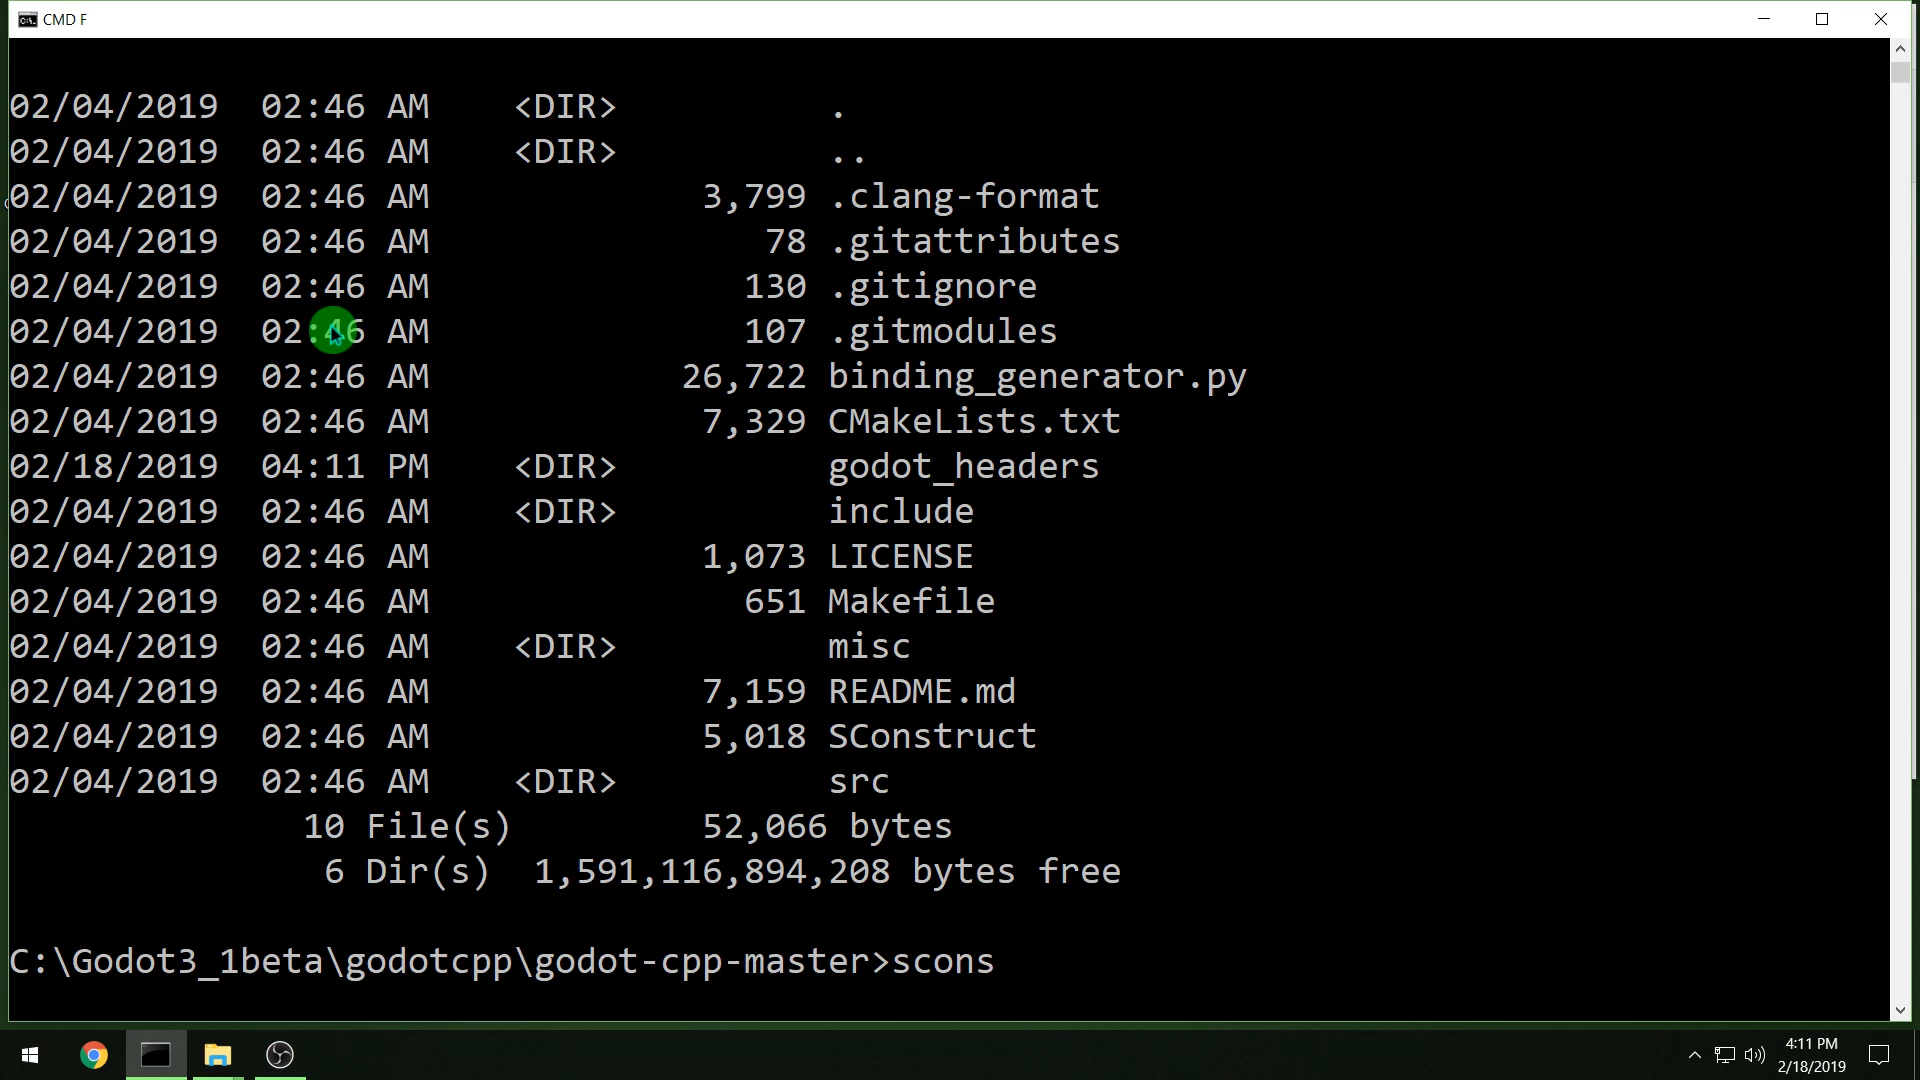 CMD F
02/04/2019  02:46 AM    <DIR>          .
02/04/2019  02:46 AM    <DIR>          ..
02/04/2019  02:46 AM             3,799 .clang-format
02/04/2019  02:46 AM                78 .gitattributes
02/04/2019  02:46 AM               130 .gitignore
02/04/2019  02:46 AM               107 .gitmodules
02/04/2019  02:46 AM            26,722 binding_generator.py
02/04/2019  02:46 AM             7,329 CMakeLists.txt
02/18/2019  04:11 PM    <DIR>          godot_headers
02/04/2019  02:46 AM    <DIR>          include
02/04/2019  02:46 AM             1,073 LICENSE
02/04/2019  02:46 AM               651 Makefile
02/04/2019  02:46 AM    <DIR>          misc
02/04/2019  02:46 AM             7,159 README.md
02/04/2019  02:46 AM             5,018 SConstruct
02/04/2019  02:46 AM    <DIR>          src
10 File(s)         52,066 bytes
6 Dir(s)  1,591,116,894,208 bytes free
C:\Godot3_1beta\godotcpp\godot-cpp-master>scons
4:11 PM
2/18/2019